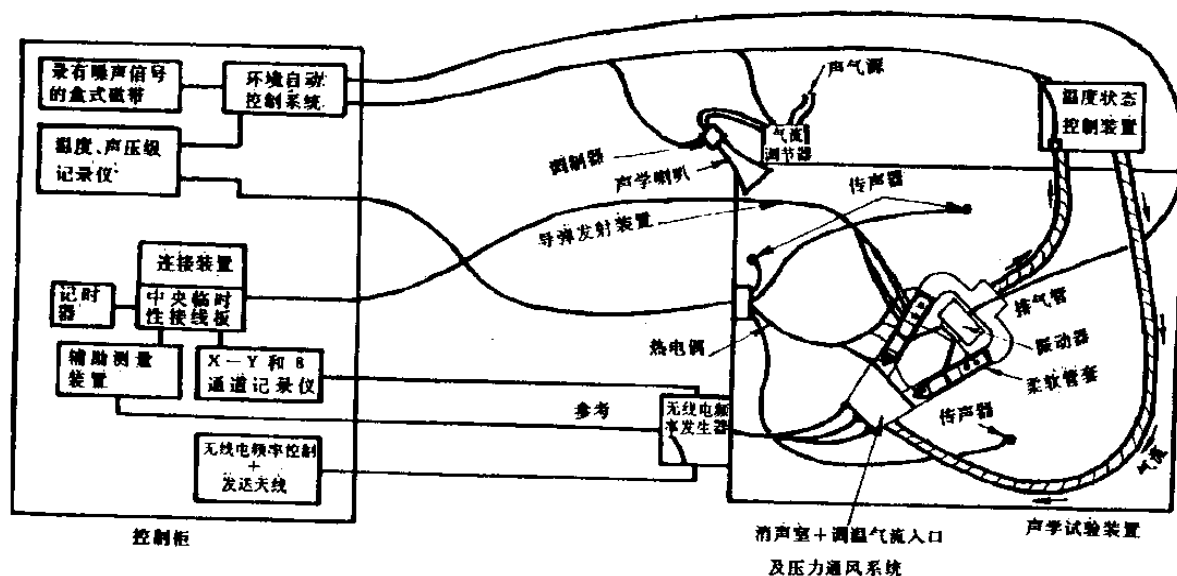 录有噪声信号
的盒式磁带
环境自动
控制系统
温度、声压级
记录仪
连接装置
记时
器
中央临时
性接线板
辅助测量
装置
X－Y和8
通道记录仪
无线电频率控制
＋
发送天线
控制柜
声气源
气流
调节器
调制器
声学喇叭
温度状态
控制装置
传声器
导弹发射装置
热电偶
排气管
振动器
柔软管套
传声器
参考
无线电频
率发生器
气流
消声室＋调温气流入口
及压力通风系统
声学试验装置